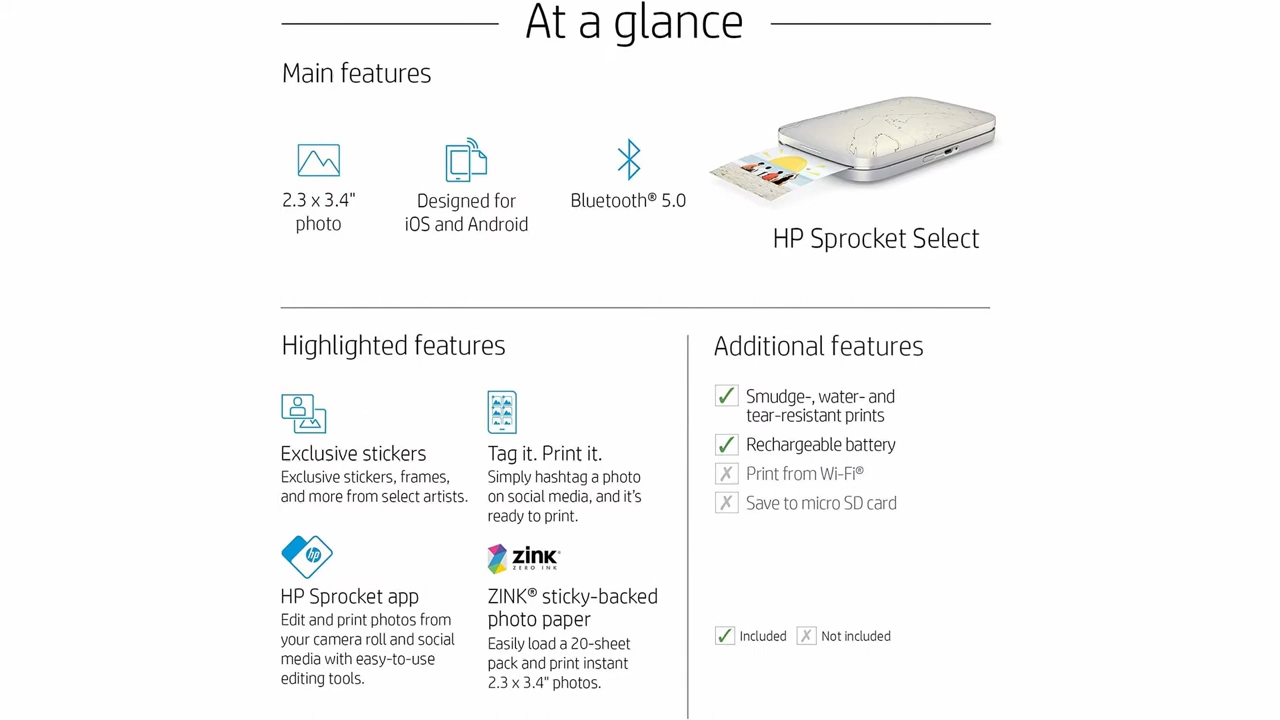 At a glance
Main features
2.3 x 3.4"
photo
Designed for
iOS and Android
Bluetooth® 5.0
HP Sprocket Select
Highlighted features
Exclusive stickers
Exclusive stickers, frames,
and more from select artists.
Tag it. Print it.
Simply hashtag a photo
on social media, and it's
ready to print.
hp
HP Sprocket app
Edit and print photos from
your camera roll and social
media with easy-to-use
editing tools.
zink®
ZERO INK
ZINK® sticky-backed
photo paper
Easily load a 20-sheet
pack and print instant
2.3 x 3.4" photos.
Additional features
Smudge-, water- and
tear-resistant prints
Rechargeable battery
Print from Wi-Fi®
Save to micro SD card
Included
Not included